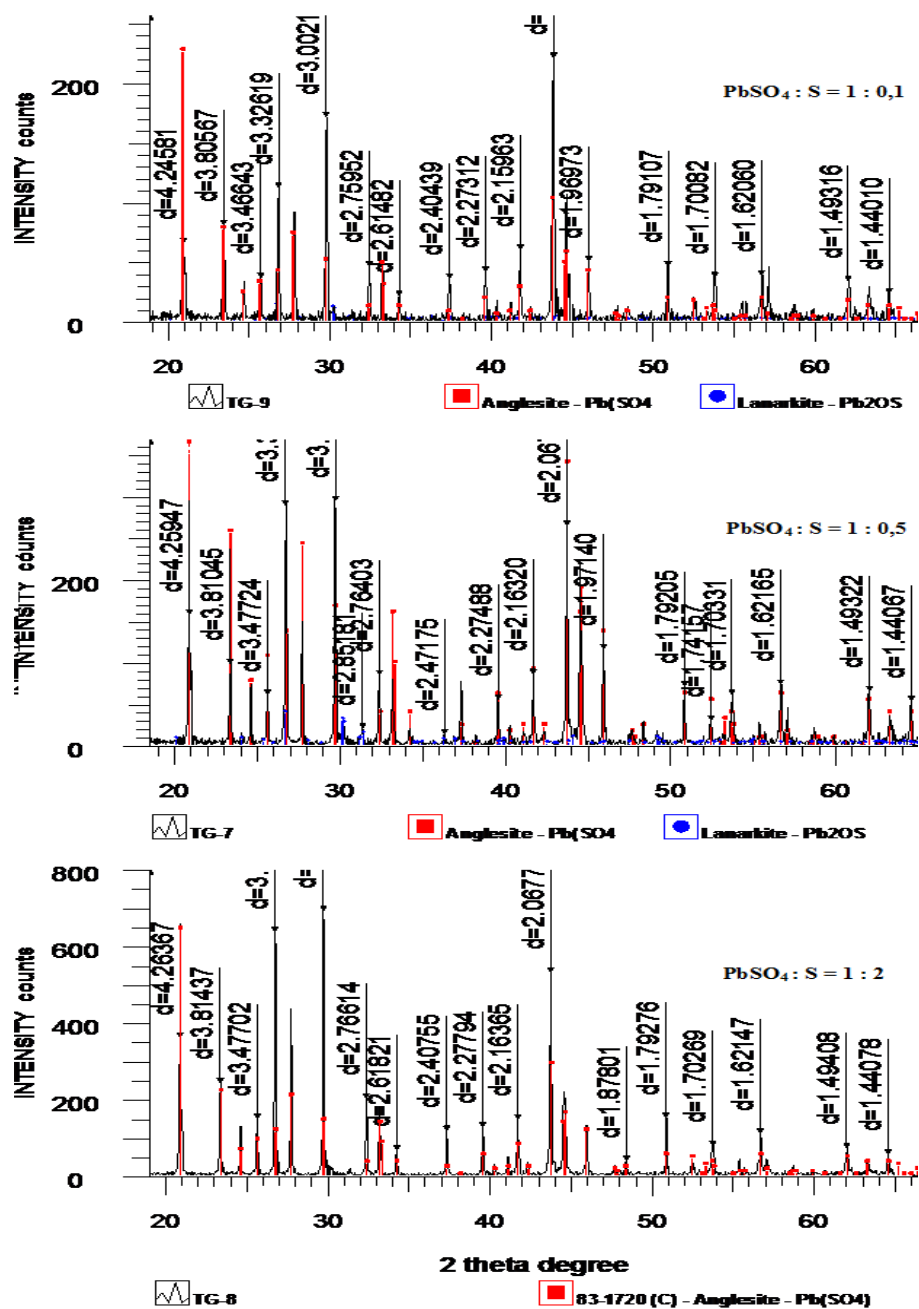 INTENSITY counts
200
0
d=4.24581
d=3.80567
d=3.46643
d=3.32619
d=3.0021
d=2.75952
d=2.61482
d=2.40439
d=2.27312
d=2.15963
d=
d=1.96973
d=1.79107
d=1.70082
d=1.62060
d=1.49316
d=1.44010
PbSO₄ : S = 1 : 0,1
20 30 40 50 60
TG-9 Anglesite - Pb(SO4 Lanarkite - Pb2OS
INTENSITY counts
200
0
d=4.25947
d=3.81045
d=3.47724
d=3.
d=2.85181
d=2.76403
d=2.47175
d=2.27488
d=2.16320
d=2.06
d=1.97140
d=1.79205
d=1.74157
d=1.70331
d=1.62165
d=1.49322
d=1.44067
PbSO₄ : S = 1 : 0,5
20 30 40 50 60
TG-7 Anglesite - Pb(SO4 Lanarkite - Pb2OS
INTENSITY counts
800
600
400
200
0
d=4.26367
d=3.81437
d=3.47702
d=3.
d=
d=2.76614
d=2.61821
d=2.40755
d=2.27794
d=2.16365
d=2.0677
d=1.87801
d=1.79276
d=1.70269
d=1.62147
d=1.49408
d=1.44078
PbSO₄ : S = 1 : 2
20 30 40 50 60
2 theta degree
TG-8 83-1720 (C) - Anglesite - Pb(SO4)